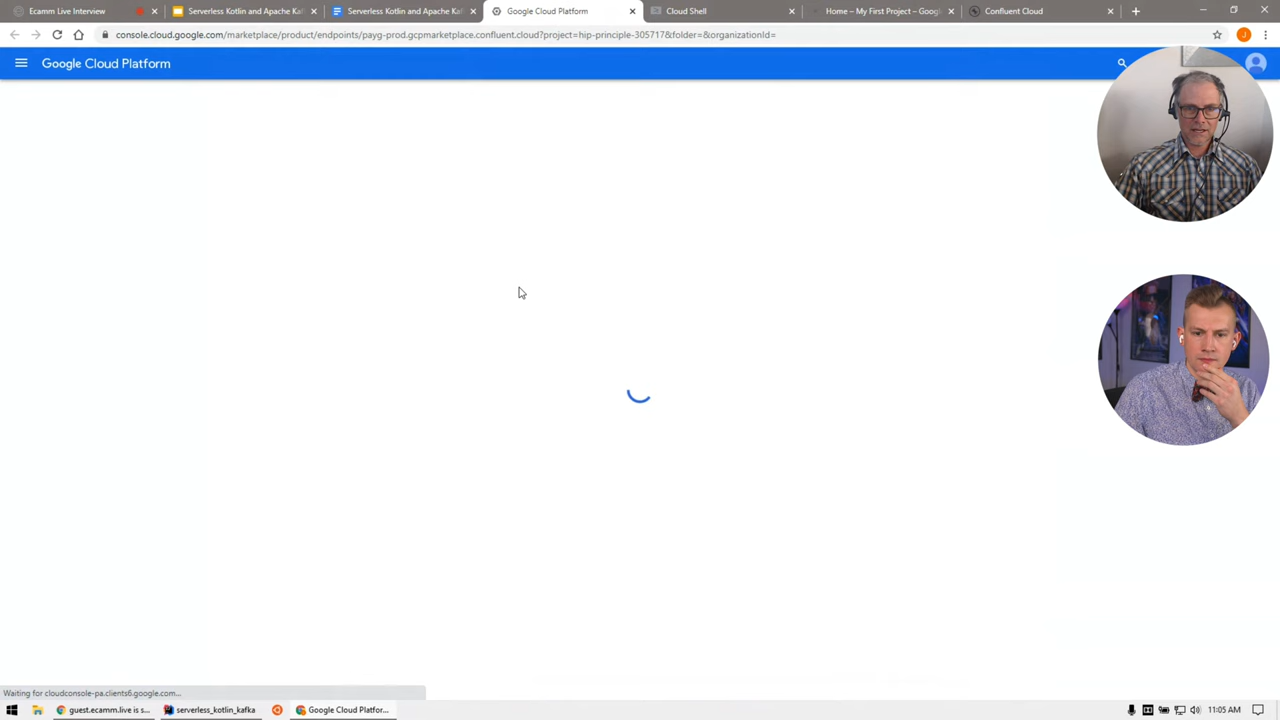 Ecamm Live Interview
Serverless Kotlin and Apache Kaf
Serverless Kotlin and Apache Kaf
Google Cloud Platform
Cloud Shell
Home – My First Project – Google
Confluent Cloud
console.cloud.google.com/marketplace/product/endpoints/payg-prod.gcpmarketplace.confluent.cloud?project=hip-principle-305717&folder=&organizationId=
J
Google Cloud Platform
Waiting for cloudconsole-pa.clients6.google.com...
guest.ecamm.live is s...
serverless_kotlin_kafka
Google Cloud Platfor...
11:05 AM